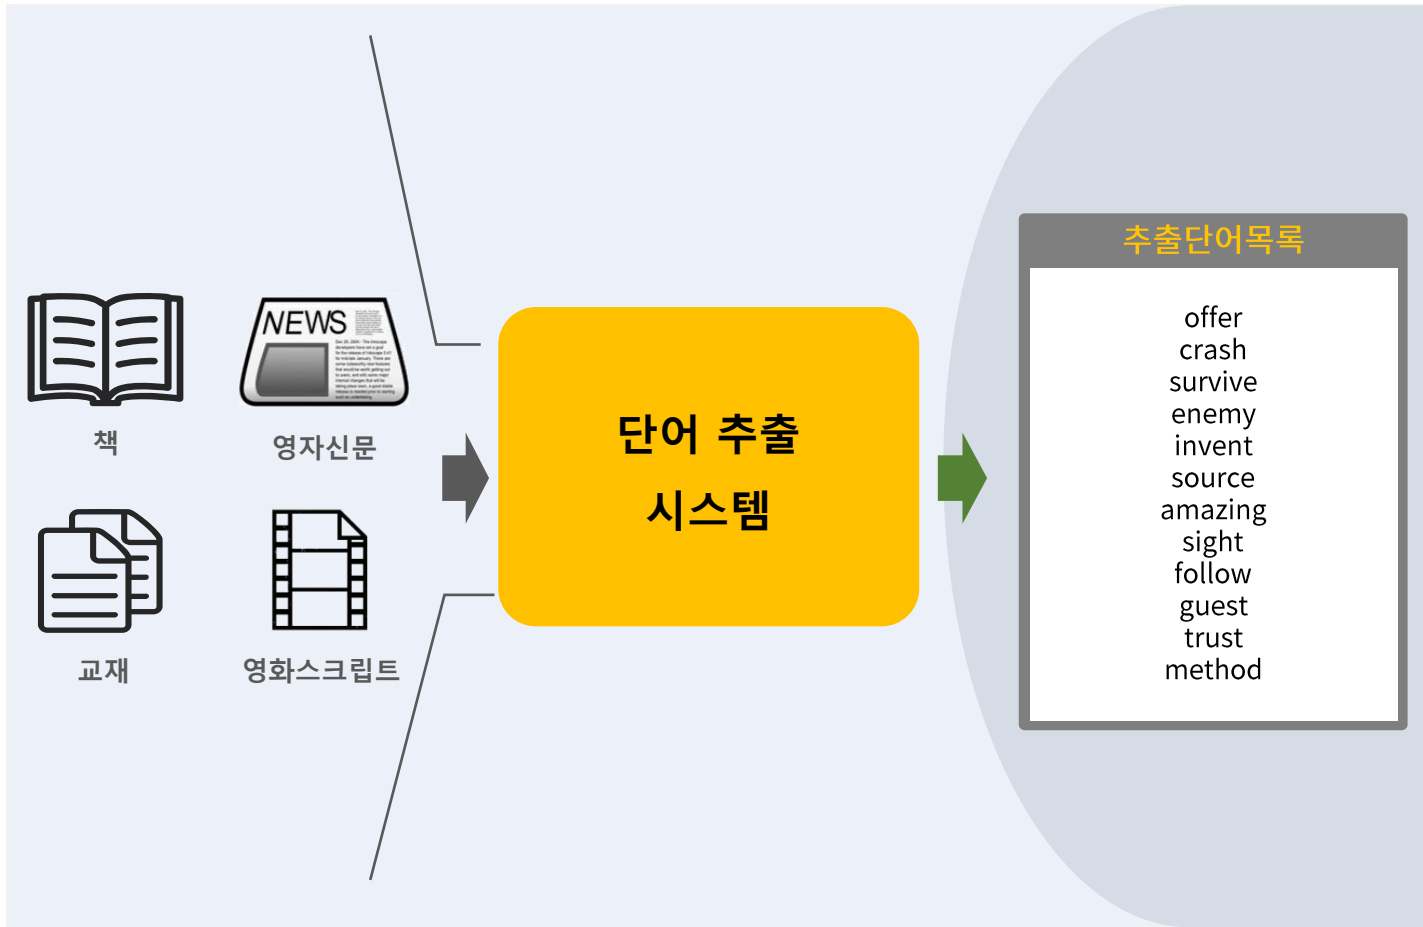 책
NEWS
영자신문
교재
영화스크립트
단어 추출
시스템
추출단어목록
offer
crash
survive
enemy
invent
source
amazing
sight
follow
guest
trust
method